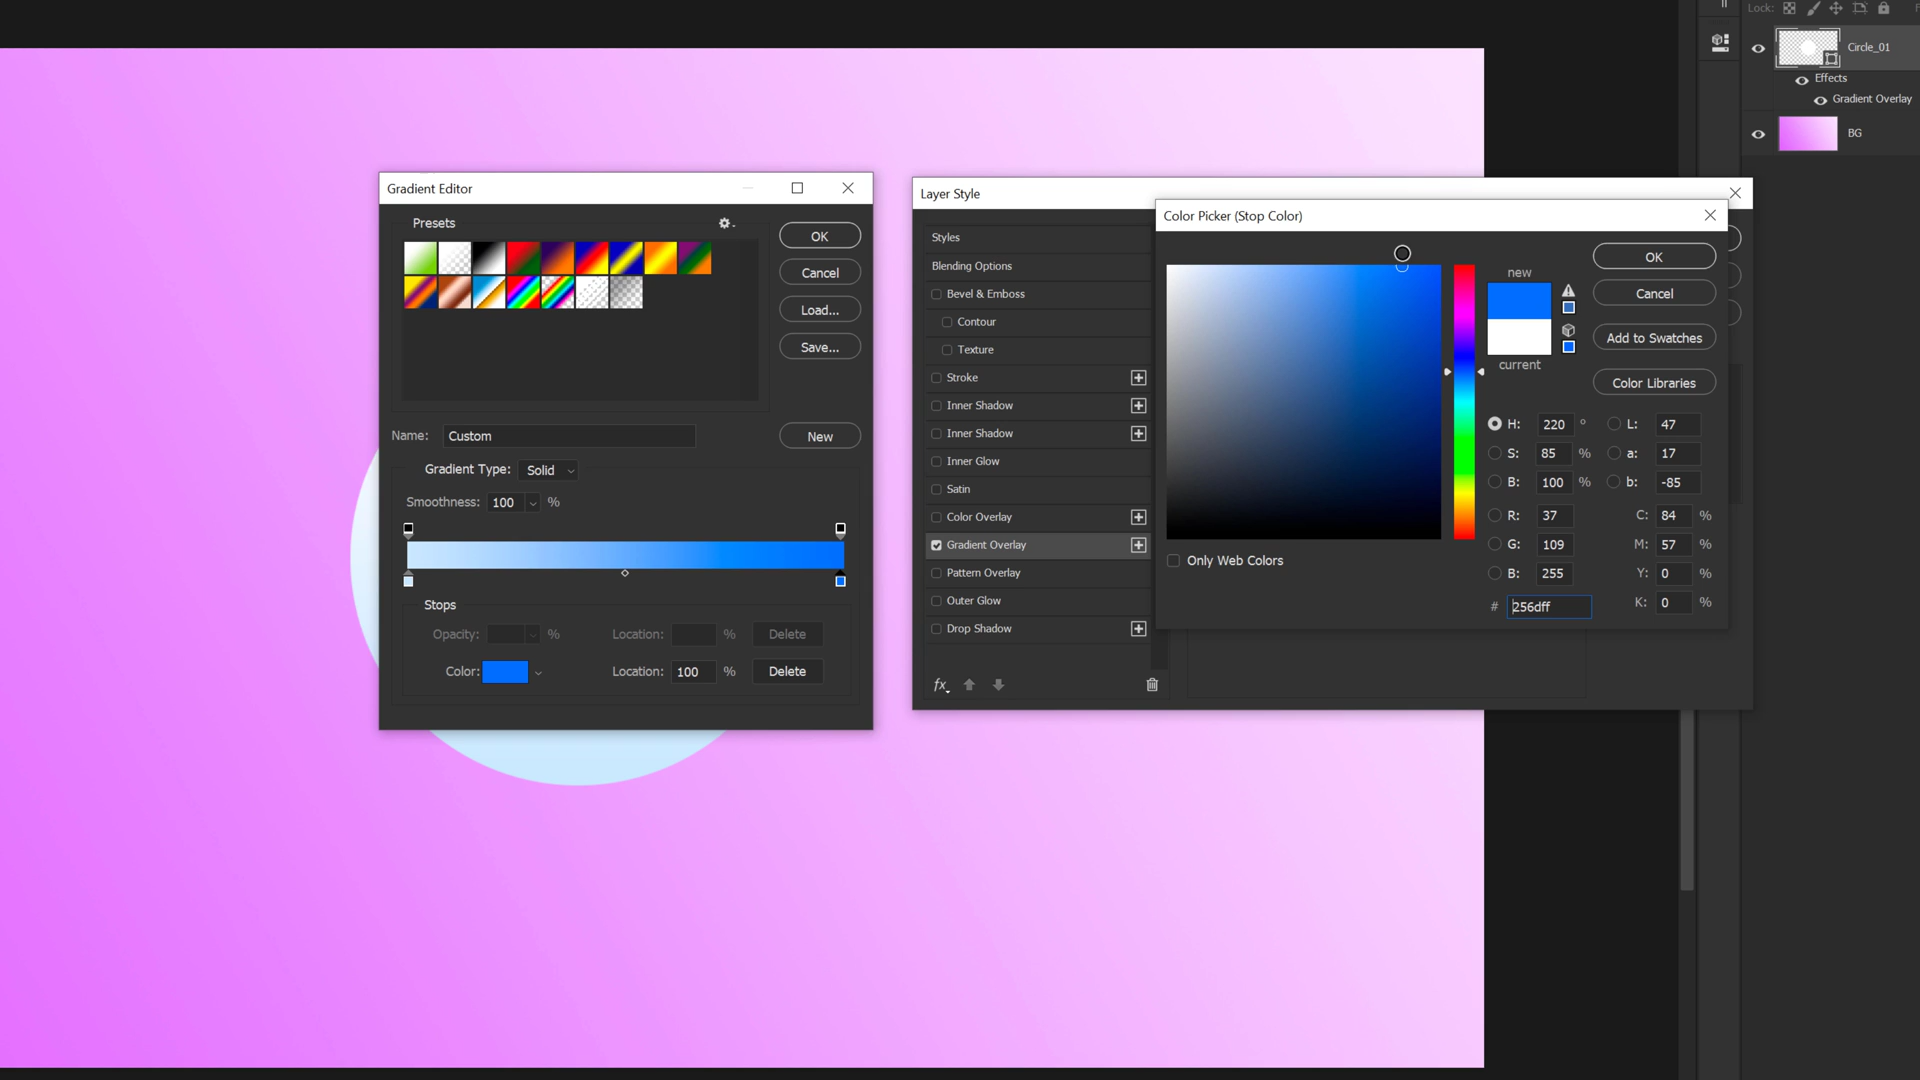 Lock:
Circle_01
Effects
Gradient Overlay
BG
Gradient Editor
Presets
OK
Cancel
Load...
Save...
Name: Custom
New
Gradient Type: Solid
Smoothness: 100 %
Stops
Opacity: %
Location: %
Delete
Color:
Location: 100 %
Delete
Layer Style
Styles
Blending Options
Bevel & Emboss
Contour
Texture
Stroke
Inner Shadow
Inner Shadow
Inner Glow
Satin
Color Overlay
Gradient Overlay
Pattern Overlay
Outer Glow
Drop Shadow
fx
Color Picker (Stop Color)
new
current
OK
Cancel
Add to Swatches
Color Libraries
H: 220 °
S: 85 %
B: 100 %
R: 37
G: 109
B: 255
# 256dff
L: 47
a: 17
b: -85
C: 84 %
M: 57 %
Y: 0 %
K: 0 %
Only Web Colors